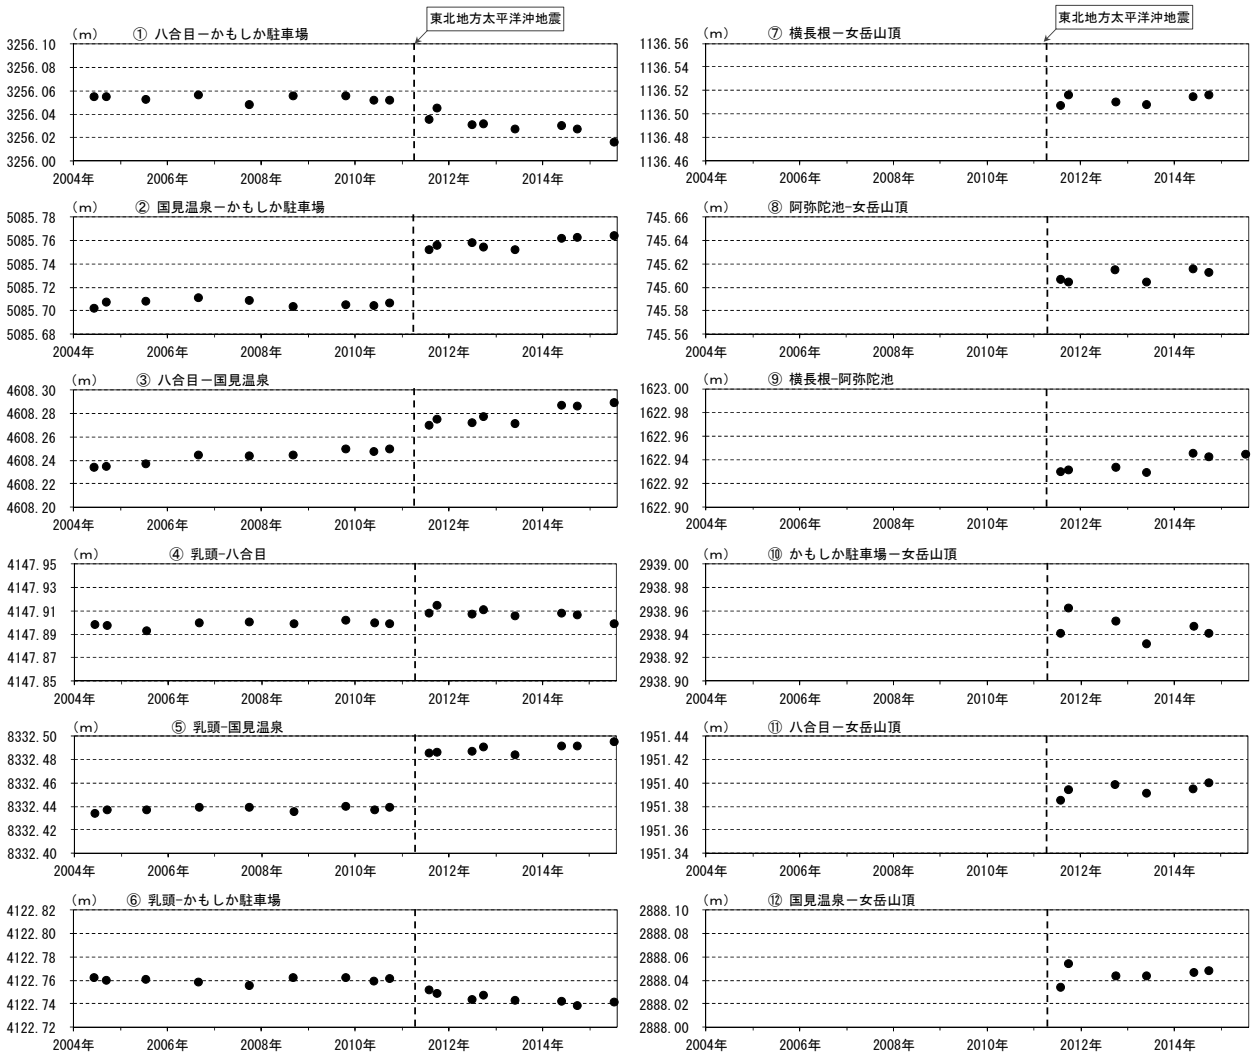 東北地方太平洋沖地震
(m) ① 八合目－かもしか駐車場
3256.10
3256.08
3256.06
3256.04
3256.02
3256.00
2004年 2006年 2008年 2010年 2012年 2014年
(m) ② 国見温泉－かもしか駐車場
5085.78
5085.76
5085.74
5085.72
5085.70
5085.68
2004年 2006年 2008年 2010年 2012年 2014年
(m) ③ 八合目－国見温泉
4608.30
4608.28
4608.26
4608.24
4608.22
4608.20
2004年 2006年 2008年 2010年 2012年 2014年
(m) ④ 乳頭-八合目
4147.95
4147.93
4147.91
4147.89
4147.87
4147.85
2004年 2006年 2008年 2010年 2012年 2014年
(m) ⑤ 乳頭-国見温泉
8332.50
8332.48
8332.46
8332.44
8332.42
8332.40
2004年 2006年 2008年 2010年 2012年 2014年
(m) ⑥ 乳頭-かもしか駐車場
4122.82
4122.80
4122.78
4122.76
4122.74
4122.72
2004年 2006年 2008年 2010年 2012年 2014年
東北地方太平洋沖地震
(m) ⑦ 横長根－女岳山頂
1136.56
1136.54
1136.52
1136.50
1136.48
1136.46
2004年 2006年 2008年 2010年 2012年 2014年
(m) ⑧ 阿弥陀池-女岳山頂
745.66
745.64
745.62
745.60
745.58
745.56
2004年 2006年 2008年 2010年 2012年 2014年
(m) ⑨ 横長根-阿弥陀池
1623.00
1622.98
1622.96
1622.94
1622.92
1622.90
2004年 2006年 2008年 2010年 2012年 2014年
(m) ⑩ かもしか駐車場－女岳山頂
2939.00
2938.98
2938.96
2938.94
2938.92
2938.90
2004年 2006年 2008年 2010年 2012年 2014年
(m) ⑪ 八合目－女岳山頂
1951.44
1951.42
1951.40
1951.38
1951.36
1951.34
2004年 2006年 2008年 2010年 2012年 2014年
(m) ⑫ 国見温泉－女岳山頂
2888.10
2888.08
2888.06
2888.04
2888.02
2888.00
2004年 2006年 2008年 2010年 2012年 2014年